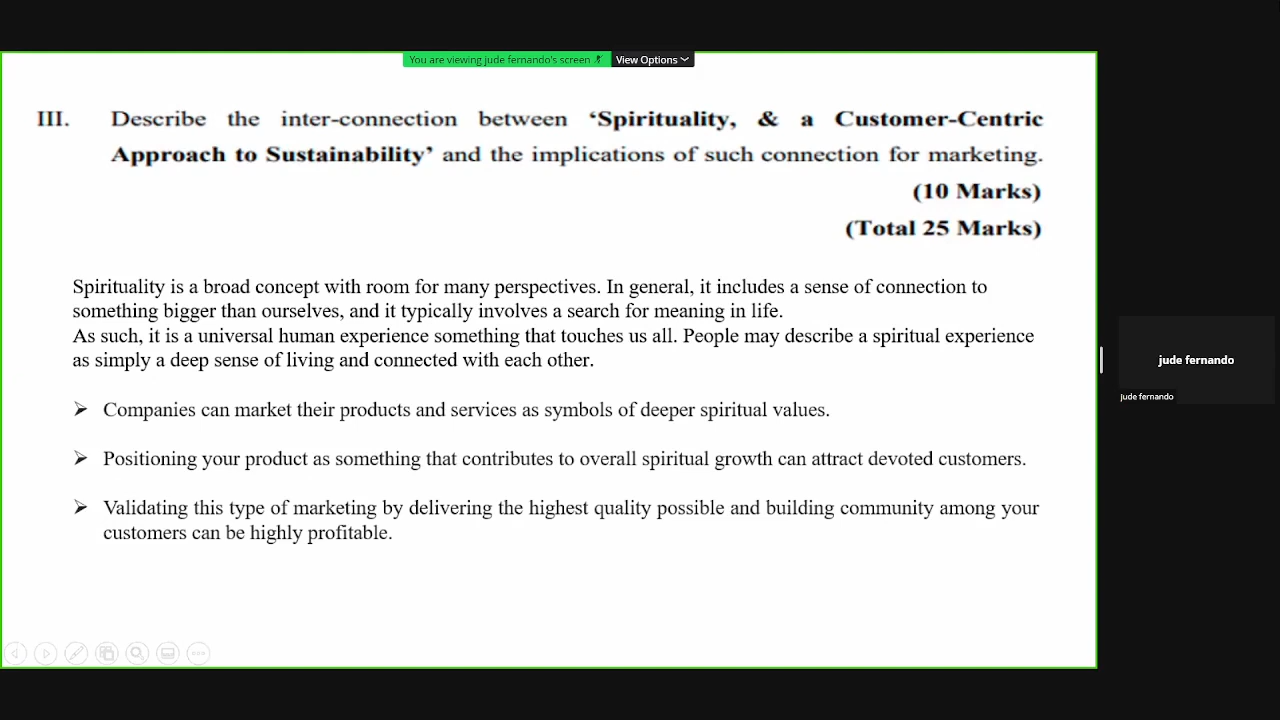 You are viewing jude fernando's screen
View Options
III. Describe the inter-connection between ‘Spirituality, & a Customer-Centric
Approach to Sustainability’ and the implications of such connection for marketing.
(10 Marks)
(Total 25 Marks)
Spirituality is a broad concept with room for many perspectives. In general, it includes a sense of connection to
something bigger than ourselves, and it typically involves a search for meaning in life.
As such, it is a universal human experience something that touches us all. People may describe a spiritual experience
as simply a deep sense of living and connected with each other.
➢ Companies can market their products and services as symbols of deeper spiritual values.
➢ Positioning your product as something that contributes to overall spiritual growth can attract devoted customers.
➢ Validating this type of marketing by delivering the highest quality possible and building community among your
customers can be highly profitable.
jude fernando
jude fernando